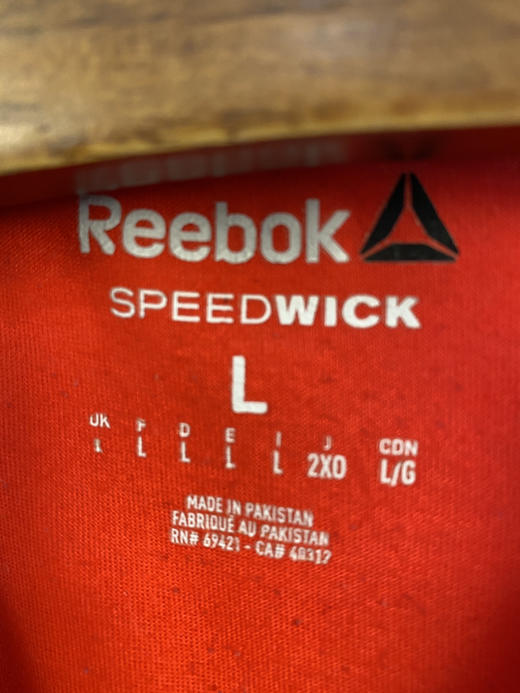 Reebok
SPEEDWICK
L
UK F D E I J CDN
L L L L L 2XO L/G
MADE IN PAKISTAN
FABRIQUÉ AU PAKISTAN
RN# 69421 - CA# 40312